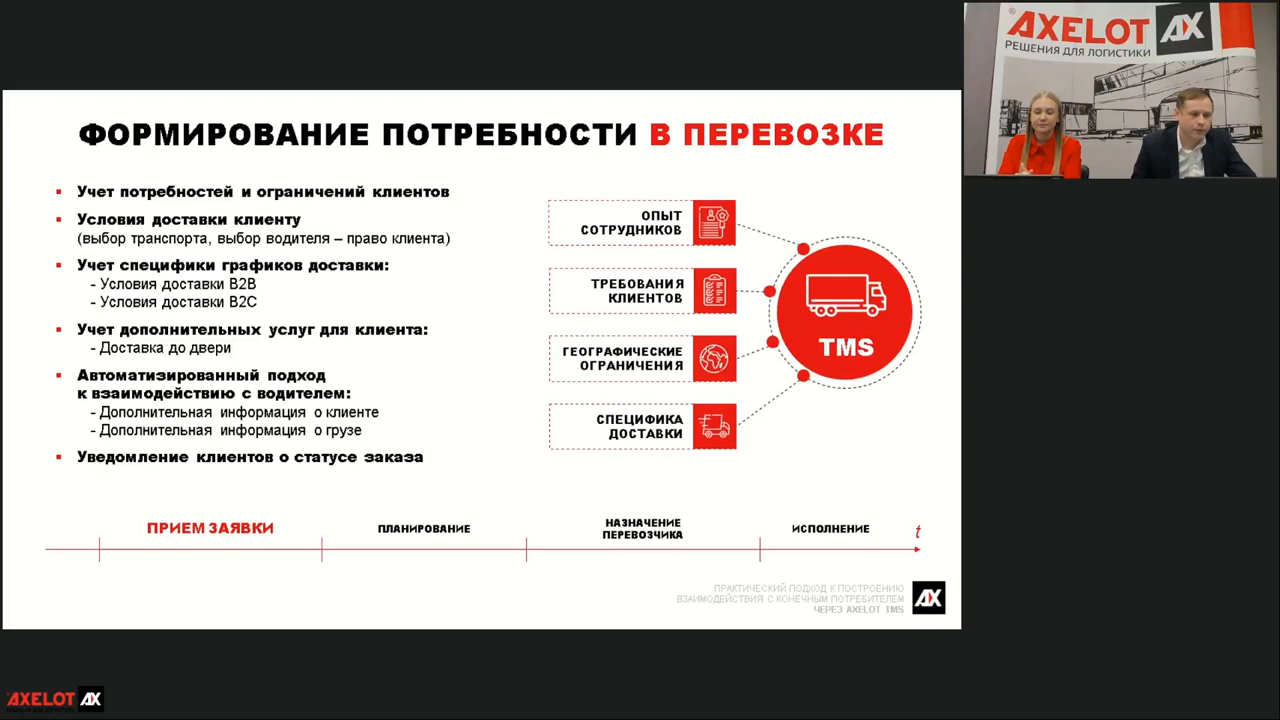 ФОРМИРОВАНИЕ ПОТРЕБНОСТИ В ПЕРЕВОЗКЕ
Учет потребностей и ограничений клиентов
Условия доставки клиенту
(выбор транспорта, выбор водителя – право клиента)
Учет специфики графиков доставки:
- Условия доставки B2B
- Условия доставки B2C
Учет дополнительных услуг для клиента:
- Доставка до двери
Автоматизированный подход
к взаимодействию с водителем:
- Дополнительная информация о клиенте
- Дополнительная информация о грузе
Уведомление клиентов о статусе заказа
ОПЫТ
СОТРУДНИКОВ
ТРЕБОВАНИЯ
КЛИЕНТОВ
ГЕОГРАФИЧЕСКИЕ
ОГРАНИЧЕНИЯ
СПЕЦИФИКА
ДОСТАВКИ
TMS
ПРИЕМ ЗАЯВКИ
ПЛАНИРОВАНИЕ
НАЗНАЧЕНИЕ
ПЕРЕВОЗЧИКА
ИСПОЛНЕНИЕ
t
ПРАКТИЧЕСКИЙ ПОДХОД К ПОСТРОЕНИЮ
ВЗАИМОДЕЙСТВИЯ С КОНЕЧНЫМ ПОТРЕБИТЕЛЕМ
ЧЕРЕЗ AXELOT TMS
AX
®AXELOT AX
РЕШЕНИЯ ДЛЯ ЛОГИСТИКИ
AXELOT AX